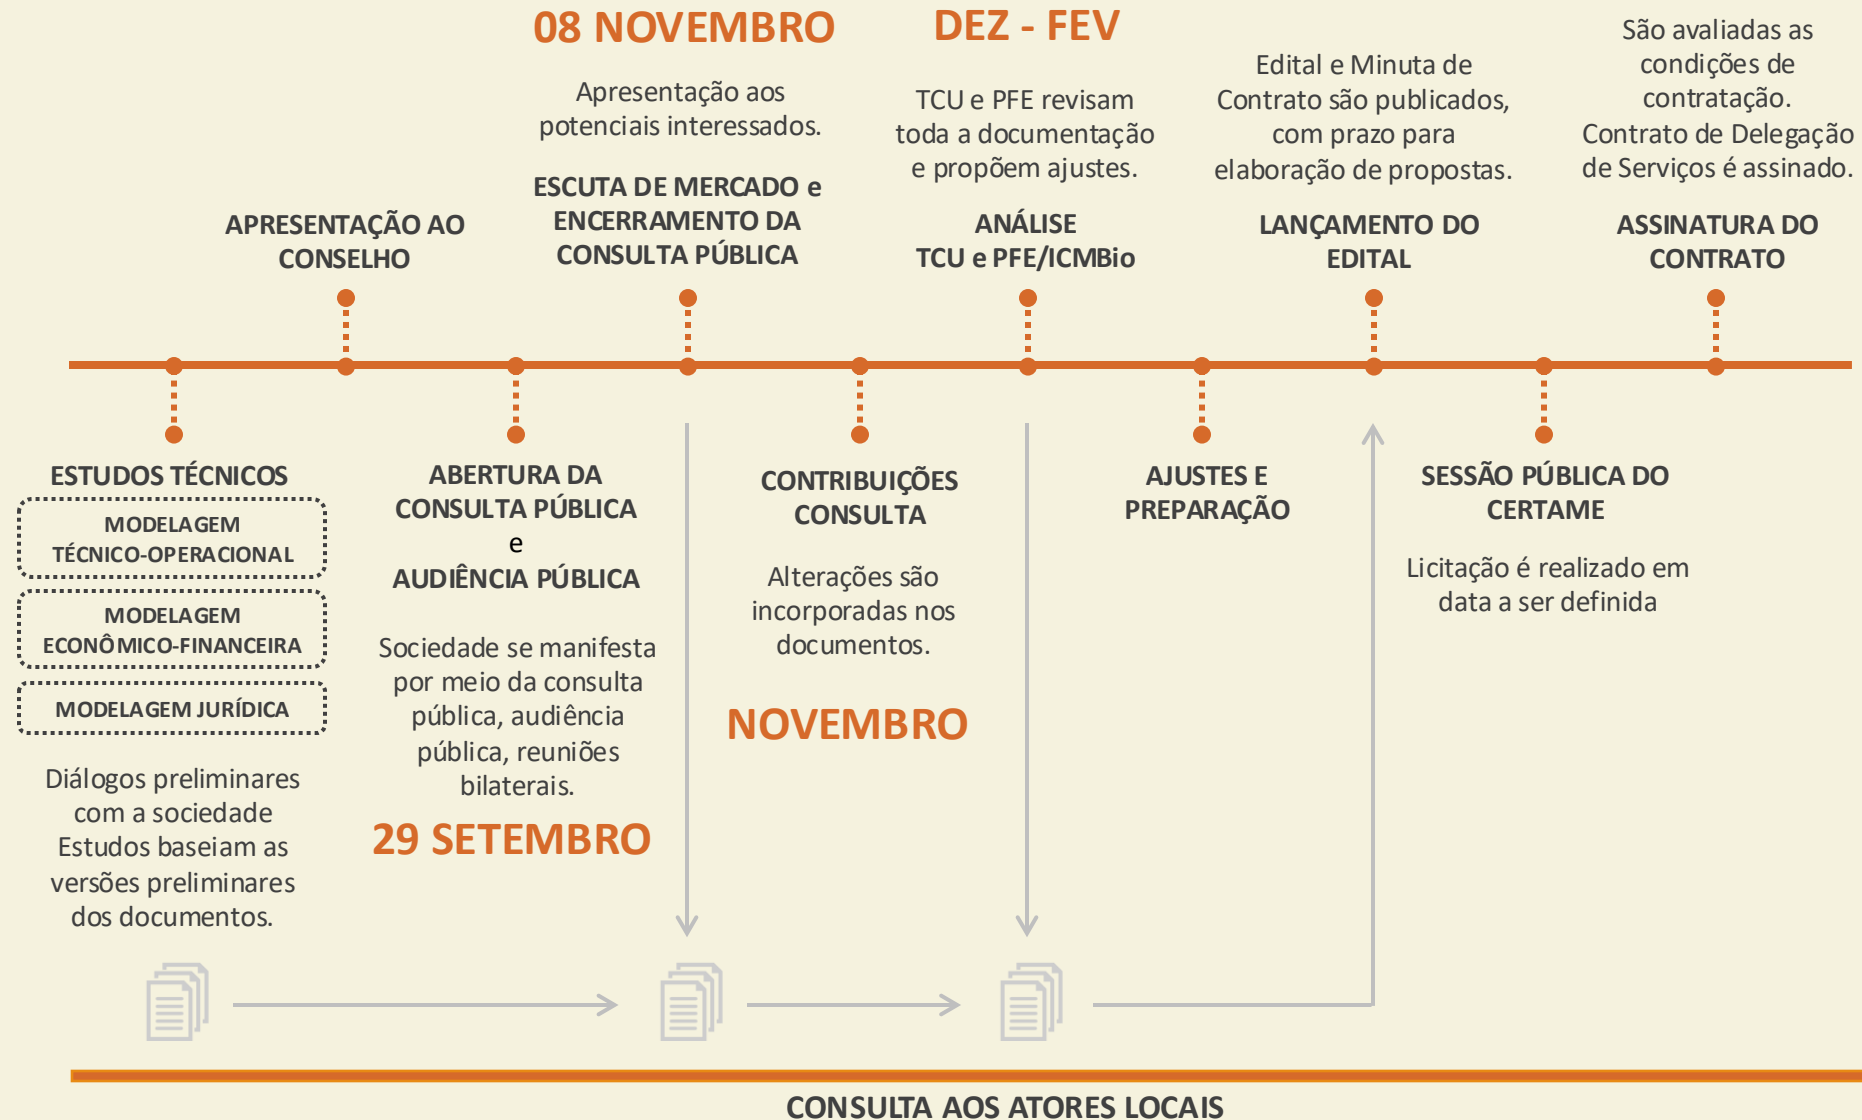 08 NOVEMBRO
Apresentação aos
potenciais interessados.
ESCUTA DE MERCADO e
ENCERRAMENTO DA
CONSULTA PÚBLICA
DEZ - FEV
TCU e PFE revisam
toda a documentação
e propõem ajustes.
ANÁLISE
TCU e PFE/ICMBio
Edital e Minuta de
Contrato são publicados,
com prazo para
elaboração de propostas.
LANÇAMENTO DO
EDITAL
São avaliadas as
condições de
contratação.
Contrato de Delegação
de Serviços é assinado.
ASSINATURA DO
CONTRATO
APRESENTAÇÃO AO
CONSELHO
ESTUDOS TÉCNICOS
MODELAGEM
TÉCNICO-OPERACIONAL
MODELAGEM
ECONÔMICO-FINANCEIRA
MODELAGEM JURÍDICA
Diálogos preliminares
com a sociedade
Estudos baseiam as
versões preliminares
dos documentos.
ABERTURA DA
CONSULTA PÚBLICA
e
AUDIÊNCIA PÚBLICA
Sociedade se manifesta
por meio da consulta
pública, audiência
pública, reuniões
bilaterais.
29 SETEMBRO
CONTRIBUIÇÕES
CONSULTA
Alterações são
incorporadas nos
documentos.
NOVEMBRO
AJUSTES E
PREPARAÇÃO
SESSÃO PÚBLICA DO
CERTAME
Licitação é realizado em
data a ser definida
CONSULTA AOS ATORES LOCAIS